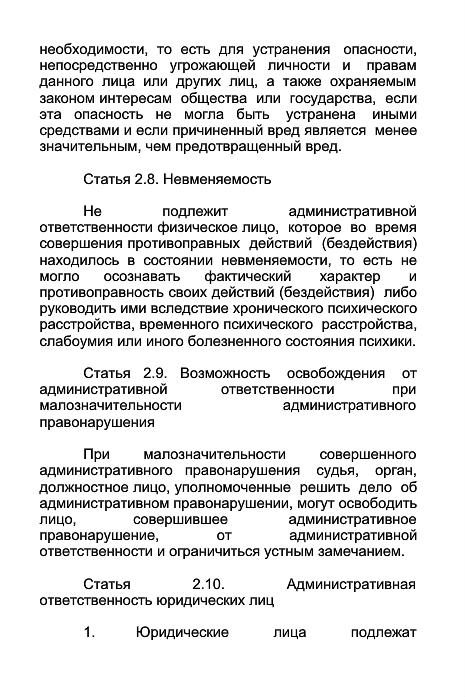 необходимости, то есть для устранения опасности,
непосредственно угрожающей личности и правам
данного лица или других лиц, а также охраняемым
законом интересам общества или государства, если
эта опасность не могла быть устранена иными
средствами и если причиненный вред является менее
значительным, чем предотвращенный вред.
Статья 2.8. Невменяемость
Не подлежит административной
ответственности физическое лицо, которое во время
совершения противоправных действий (бездействия)
находилось в состоянии невменяемости, то есть не
могло осознавать фактический характер и
противоправность своих действий (бездействия) либо
руководить ими вследствие хронического психического
расстройства, временного психического расстройства,
слабоумия или иного болезненного состояния психики.
Статья 2.9. Возможность освобождения от
административной ответственности при
малозначительности административного
правонарушения
При малозначительности совершенного
административного правонарушения судья, орган,
должностное лицо, уполномоченные решить дело об
административном правонарушении, могут освободить
лицо, совершившее административное
правонарушение, от административной
ответственности и ограничиться устным замечанием.
Статья 2.10. Административная
ответственность юридических лиц
1. Юридические лица подлежат